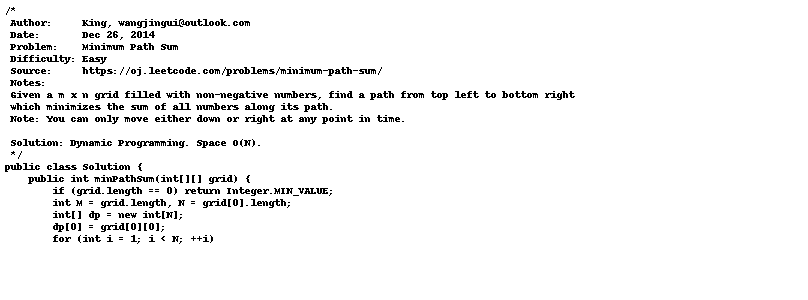 /*
 Author:     King, wangjingui@outlook.com
 Date:       Dec 26, 2014
 Problem:    Minimum Path Sum
 Difficulty: Easy
 Source:     https://oj.leetcode.com/problems/minimum-path-sum/
 Notes:
 Given a m x n grid filled with non-negative numbers, find a path from top left to bottom right
 which minimizes the sum of all numbers along its path.
 Note: You can only move either down or right at any point in time.

 Solution: Dynamic Programming. Space O(N).
 */
public class Solution {
    public int minPathSum(int[][] grid) {
        if (grid.length == 0) return Integer.MIN_VALUE;
        int M = grid.length, N = grid[0].length;
        int[] dp = new int[N];
        dp[0] = grid[0][0];
        for (int i = 1; i < N; ++i)